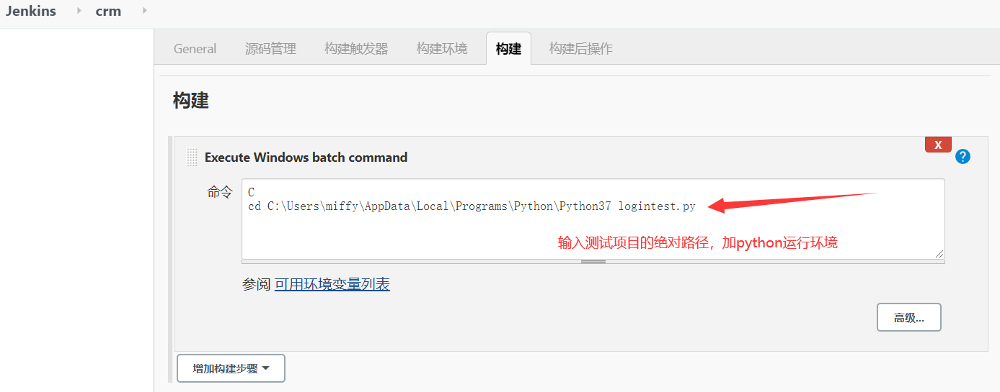 Jenkins crm
General 源码管理 构建触发器 构建环境 构建 构建后操作
构建
X
Execute Windows batch command
?
命令
C
cd C:\Users\miffy\AppData\Local\Programs\Python\Python37 logintest.py
输入测试项目的绝对路径，加python运行环境
参阅 可用环境变量列表
高级...
增加构建步骤